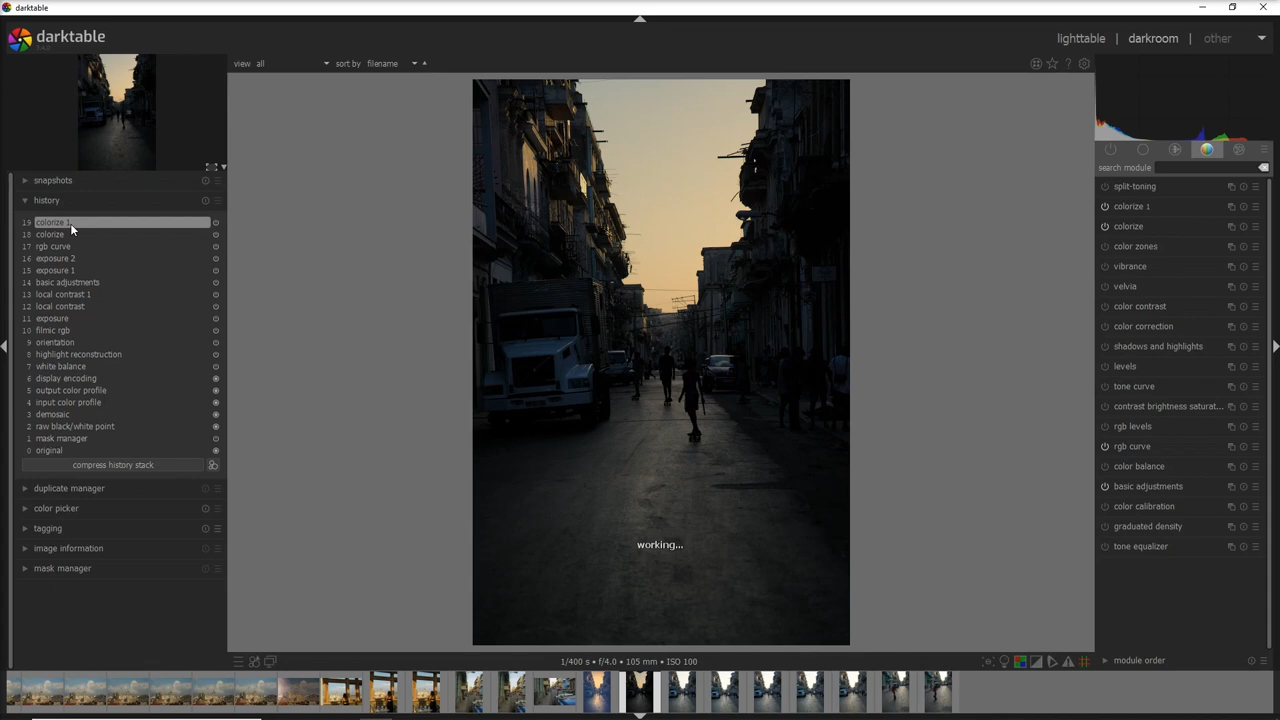 darktable
darktable
3.4.0
lighttable | darkroom | other
view all sort by filename
search module
snapshots
history
19 colorize 1
18 colorize
17 rgb curve
16 exposure 2
15 exposure 1
14 basic adjustments
13 local contrast 1
12 local contrast
11 exposure
10 filmic rgb
9 orientation
8 highlight reconstruction
7 white balance
6 display encoding
5 output color profile
4 input color profile
3 demosaic
2 raw black/white point
1 mask manager
0 original
compress history stack
duplicate manager
color picker
tagging
image information
mask manager
working...
1/400 s • f/4.0 • 105 mm • ISO 100
split-toning
colorize 1
colorize
color zones
vibrance
velvia
color contrast
color correction
shadows and highlights
levels
tone curve
contrast brightness saturat...
rgb levels
rgb curve
color balance
basic adjustments
color calibration
graduated density
tone equalizer
module order